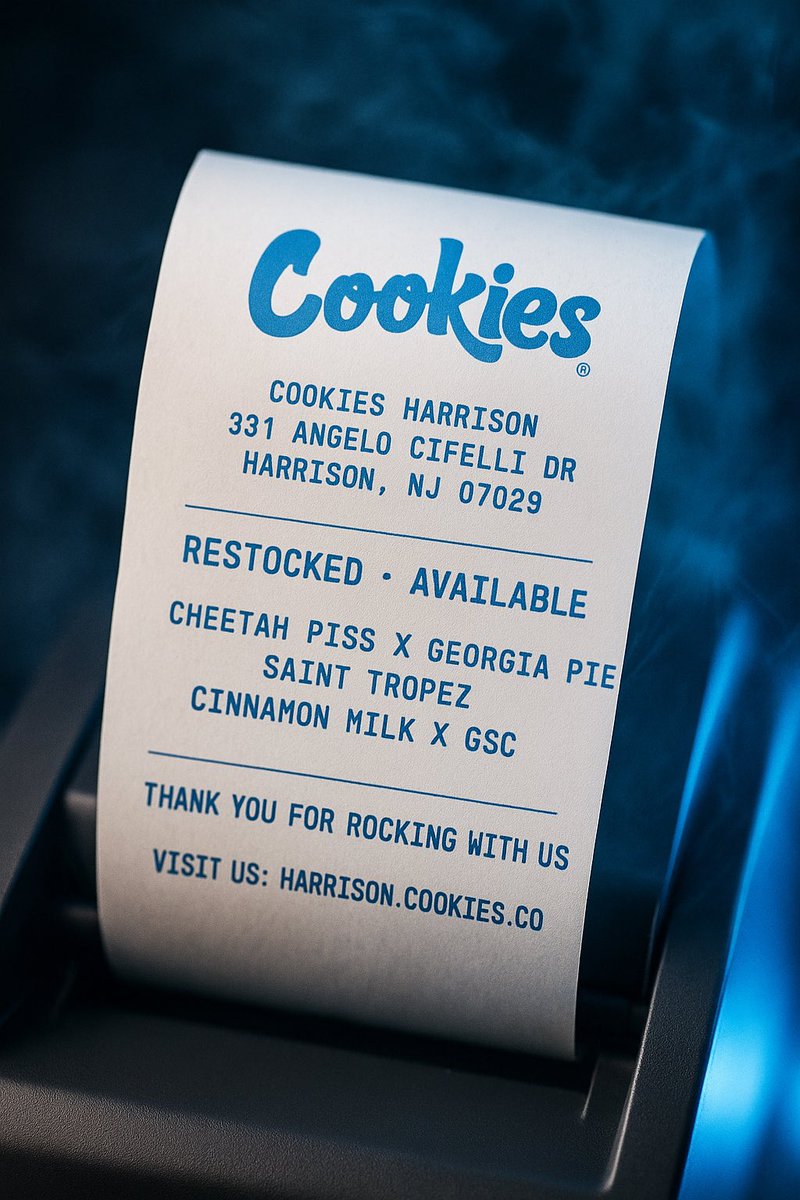 Cookies®
COOKIES HARRISON
331 ANGELO CIFELLI DR
HARRISON, NJ 07029
RESTOCKED · AVAILABLE
CHEETAH PISS X GEORGIA PIE
SAINT TROPEZ
CINNAMON MILK X GSC
THANK YOU FOR ROCKING WITH US
VISIT US: HARRISON.COOKIES.CO